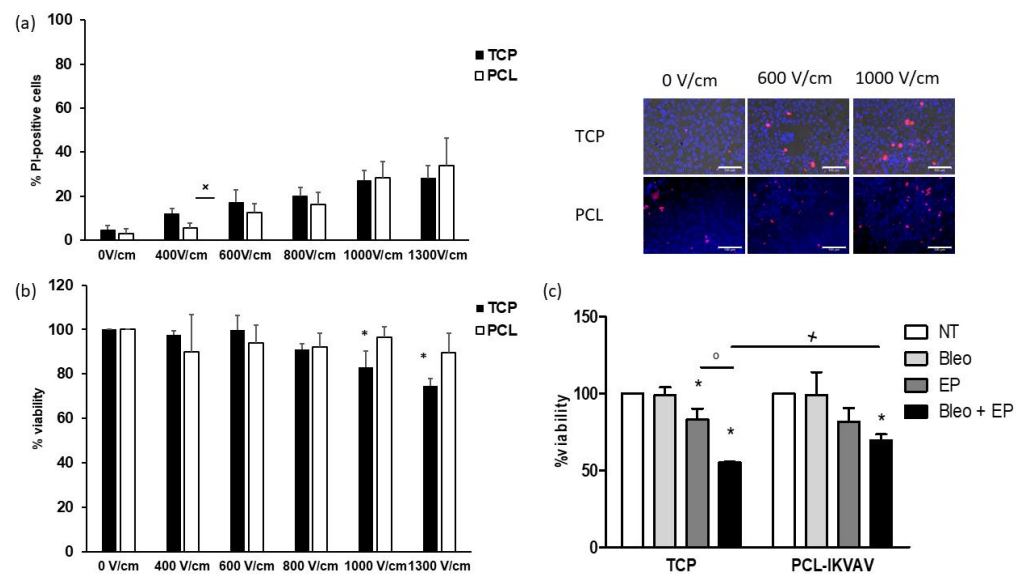 (a)
100
80
60
40
20
0
% PI-positive cells
×
TCP
PCL
0V/cm 400V/cm 600V/cm 800V/cm 1000V/cm 1300V/cm
0 V/cm 600 V/cm 1000 V/cm
TCP
PCL
(b)
120
100
80
60
40
20
0
% viability
TCP
PCL
*
*
0 V/cm 400 V/cm 600 V/cm 800 V/cm 1000 V/cm 1300 V/cm
(c)
150
100
50
0
%viability
NT
Bleo
EP
Bleo + EP
+
o
*
*
*
TCP PCL-IKVAV